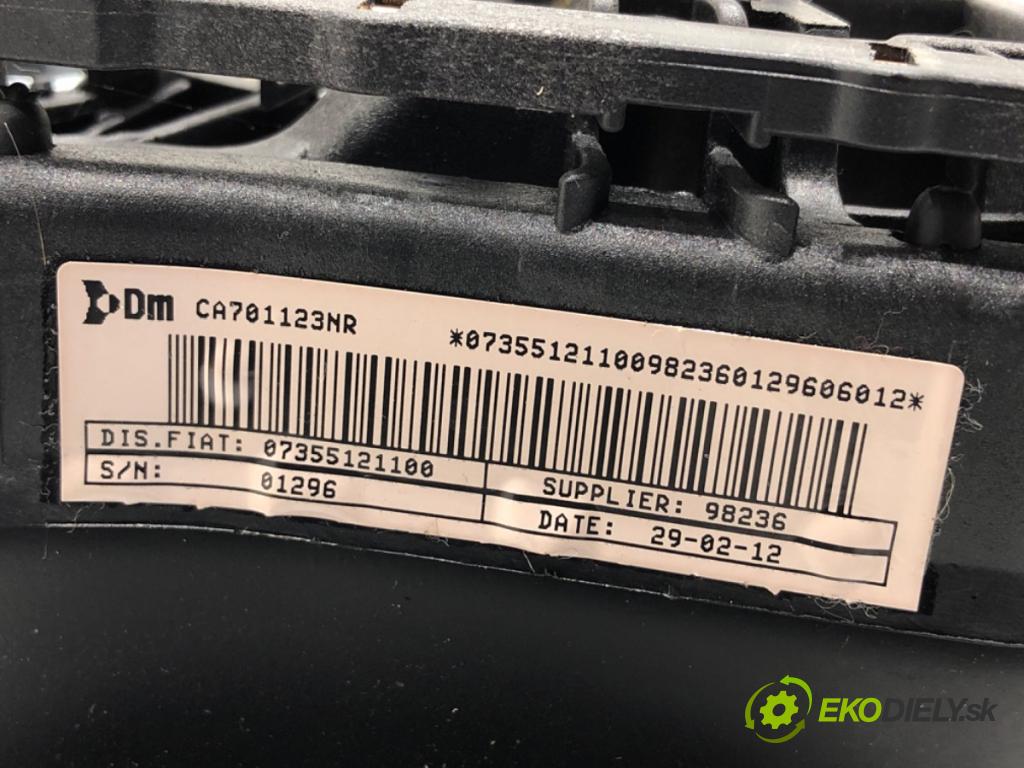 Dm CA701123NR
*07355121100982360129606012*
DIS.FIAT: 07355121100
S/N: 01296
SUPPLIER: 98236
DATE: 29-02-12
EKODIELY.sk